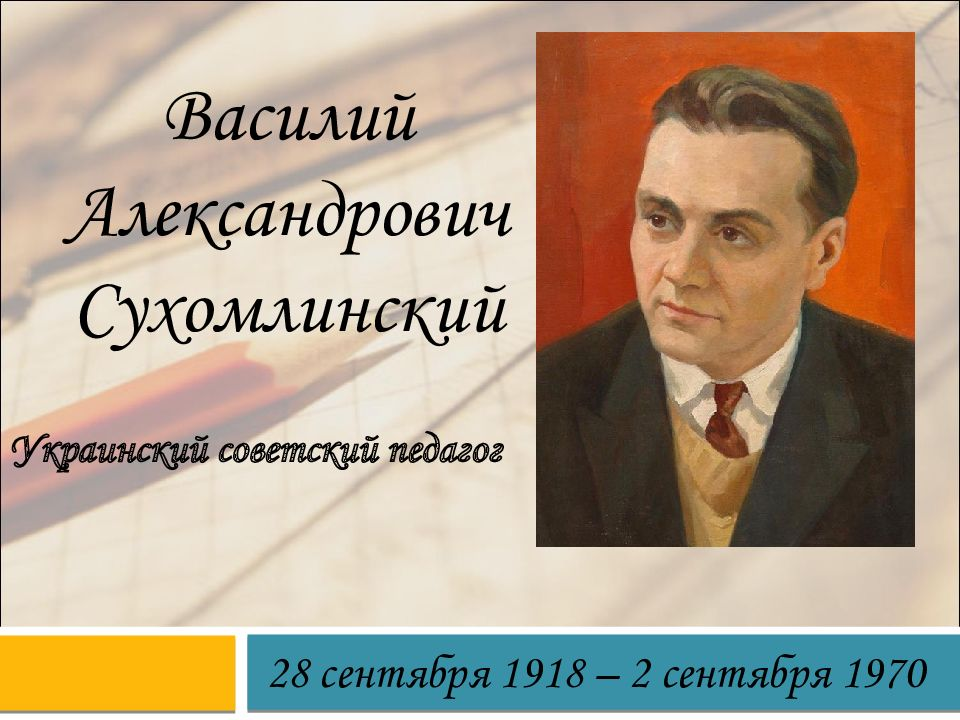 Василий
Александрович
Сухомлинский
Украинский советский педагог
28 сентября 1918 – 2 сентября 1970